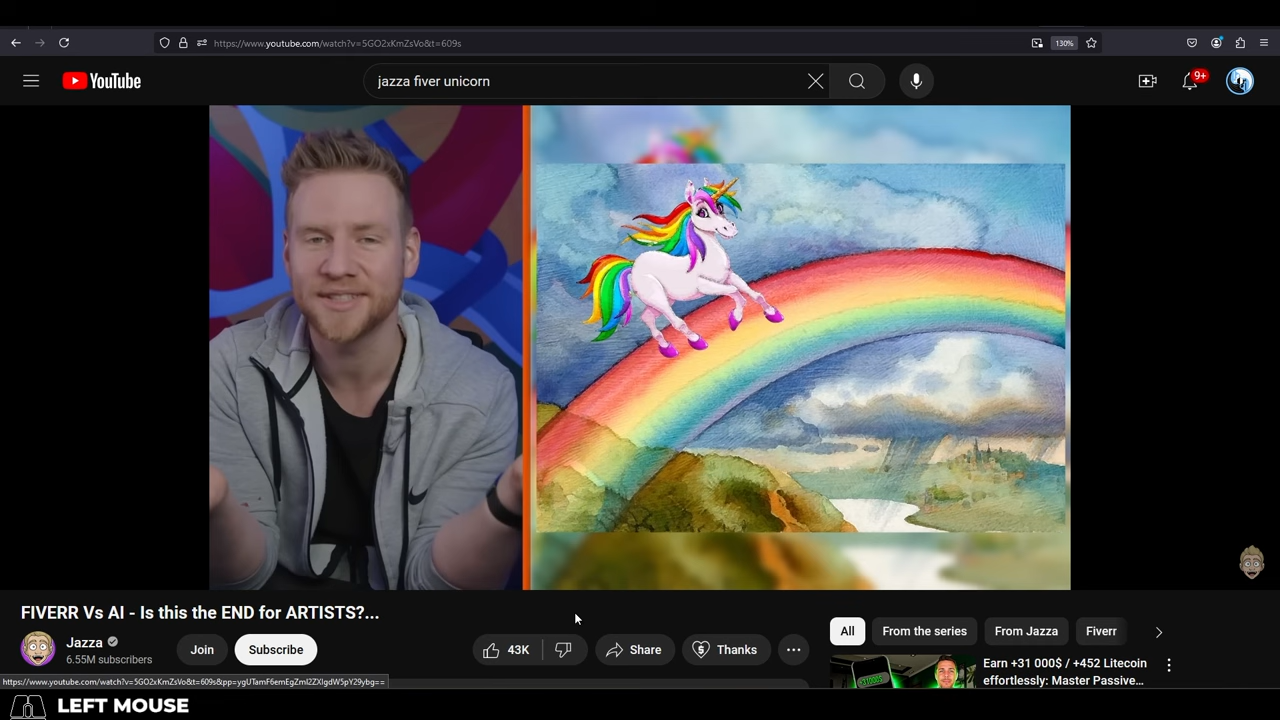 https://www.youtube.com/watch?v=5GO2xKmZsVo&t=609s
130%
YouTube
jazza fiver unicorn
9+
FIVERR Vs AI - Is this the END for ARTISTS?...
Jazza
6.55M subscribers
Join
Subscribe
43K
Share
Thanks
All
From the series
From Jazza
Fiverr
Earn +31 000$ / +452 Litecoin
effortlessly: Master Passive...
https://www.youtube.com/watch?v=5GO2xKmZsVo&t=609s&pp=ygUTamF6emEgZml2ZXIgdW5pY29ybg==
LEFT MOUSE